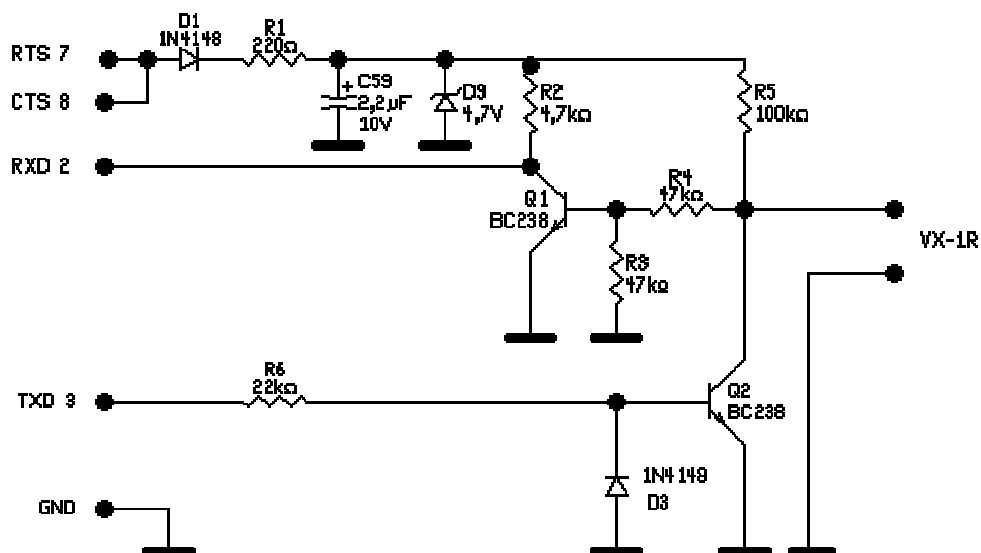 D1
1N4148
R1
220Ω
RTS 7
CTS 8
+ C59
2,2µF
10V
D9
4,7V
R2
4,7kΩ
R5
100kΩ
RXD 2
Q1
BC238
R4
47kΩ
VX-1R
R3
47kΩ
R6
22kΩ
TXD 3
Q2
BC238
1N4148
D3
GND